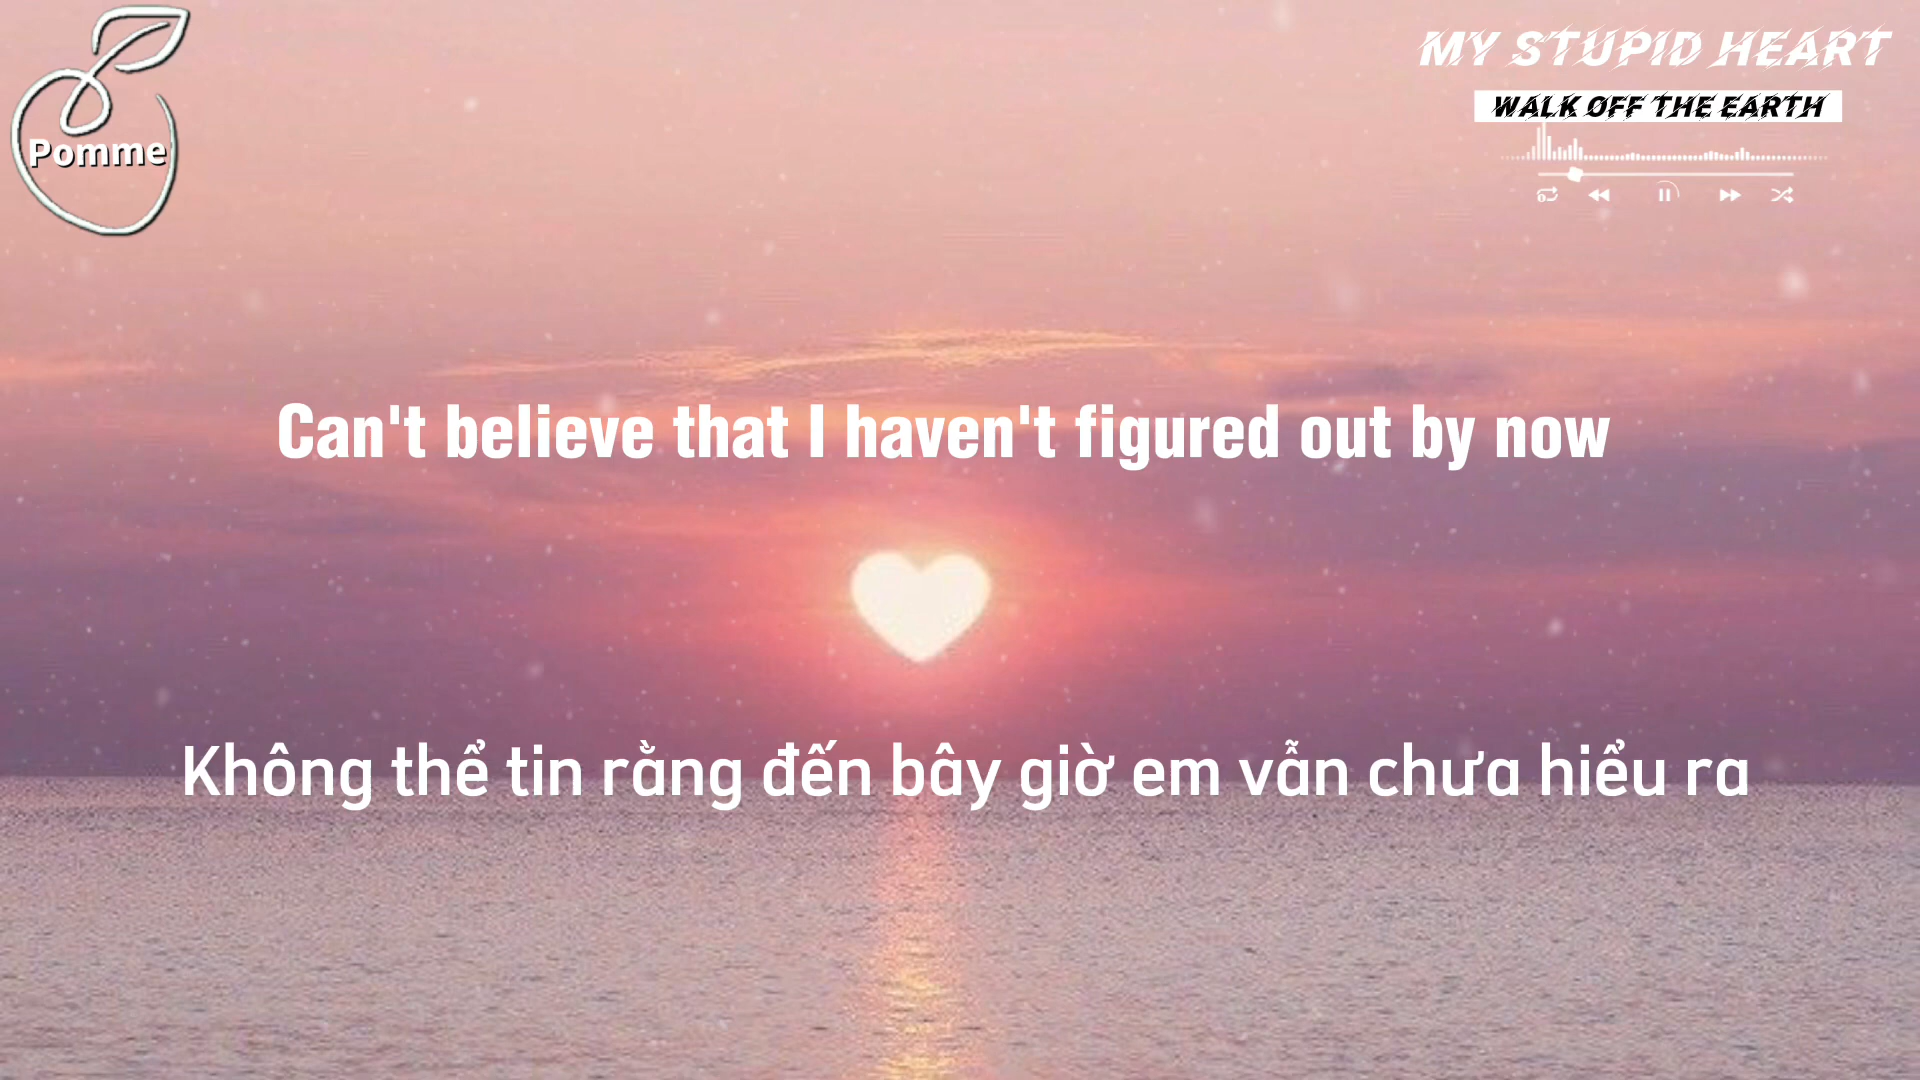 Pomme
MY STUPID HEART
WALK OFF THE EARTH
Can't believe that I haven't figured out by now
Không thể tin rằng đến bây giờ em vẫn chưa hiểu ra